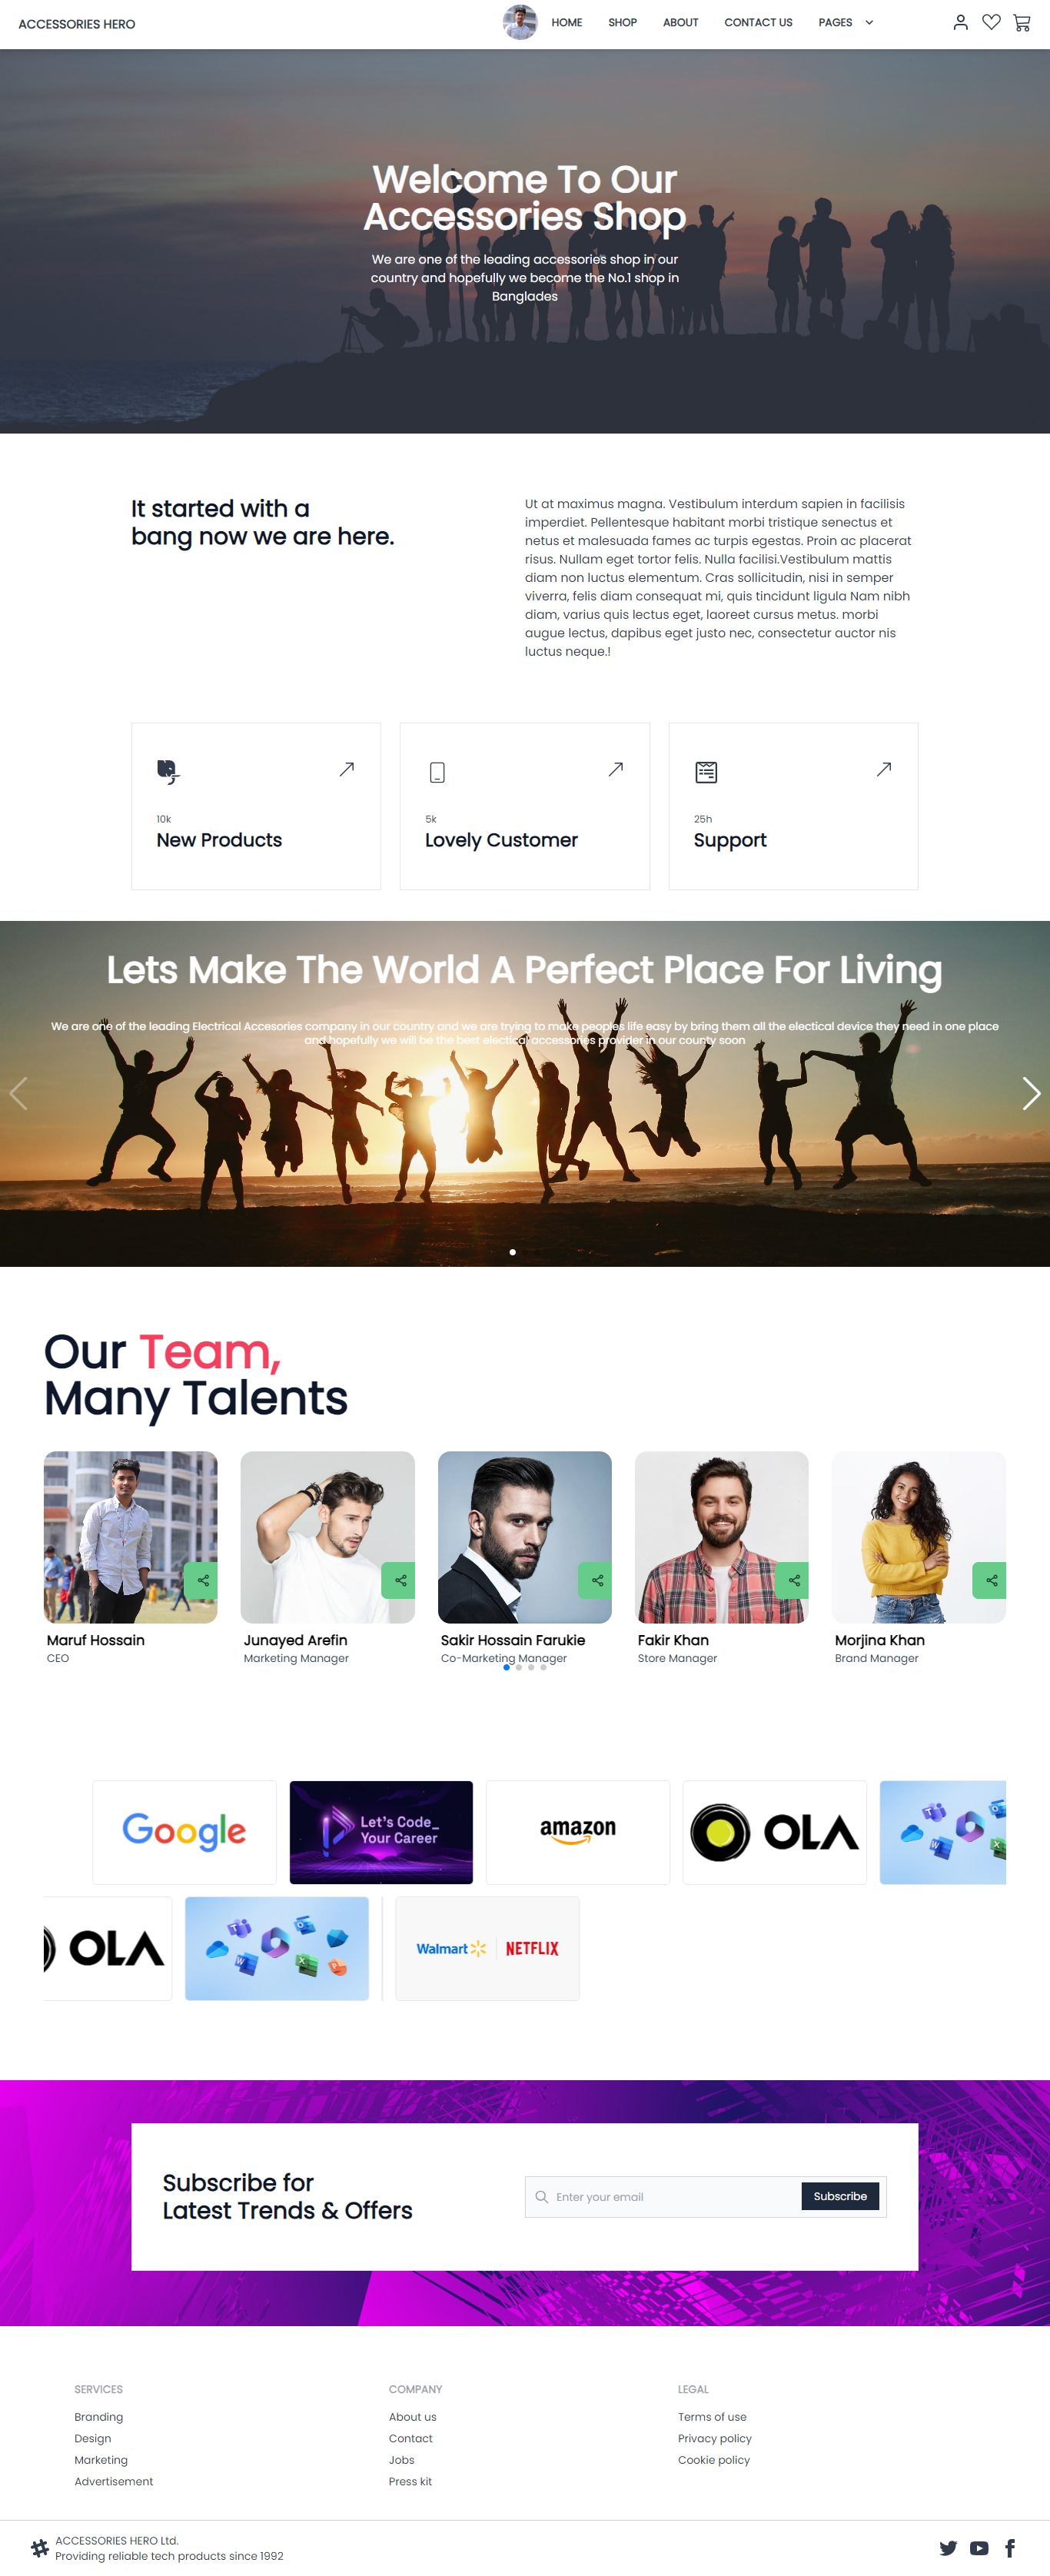 ACCESSORIES HERO
HOME
SHOP
ABOUT
CONTACT US
PAGES
Welcome To Our
Accessories Shop
We are one of the leading accessories shop in our
country and hopefully we become the No.1 shop in
Banglades
It started with a
bang now we are here.
Ut at maximus magna. Vestibulum interdum sapien in facilisis
imperdiet. Pellentesque habitant morbi tristique senectus et
netus et malesuada fames ac turpis egestas. Proin ac placerat
risus. Nullam eget tortor felis. Nulla facilisi.Vestibulum mattis
diam non luctus elementum. Cras sollicitudin, nisi in semper
viverra, felis diam consequat mi, quis tincidunt ligula Nam nibh
diam, varius quis lectus eget, laoreet cursus metus. morbi
augue lectus, dapibus eget justo nec, consectetur auctor nis
luctus neque.!
10k
New Products
5k
Lovely Customer
25h
Support
Lets Make The World A Perfect Place For Living
We are one of the leading Electrical Accesories company in our country and we are trying to make peoples life easy by bring them all the electical device they need in one place
and hopefully we will be the best electical accessories provider in our county soon
Our Team,
Many Talents
Maruf Hossain
CEO
Junayed Arefin
Marketing Manager
Sakir Hossain Farukie
Co-Marketing Manager
Fakir Khan
Store Manager
Morjina Khan
Brand Manager
Google
Let's Code_
Your Career
amazon
OLA
OLA
Walmart
NETFLIX
Subscribe for
Latest Trends & Offers
Enter your email
Subscribe
SERVICES
Branding
Design
Marketing
Advertisement
COMPANY
About us
Contact
Jobs
Press kit
LEGAL
Terms of use
Privacy policy
Cookie policy
ACCESSORIES HERO Ltd.
Providing reliable tech products since 1992